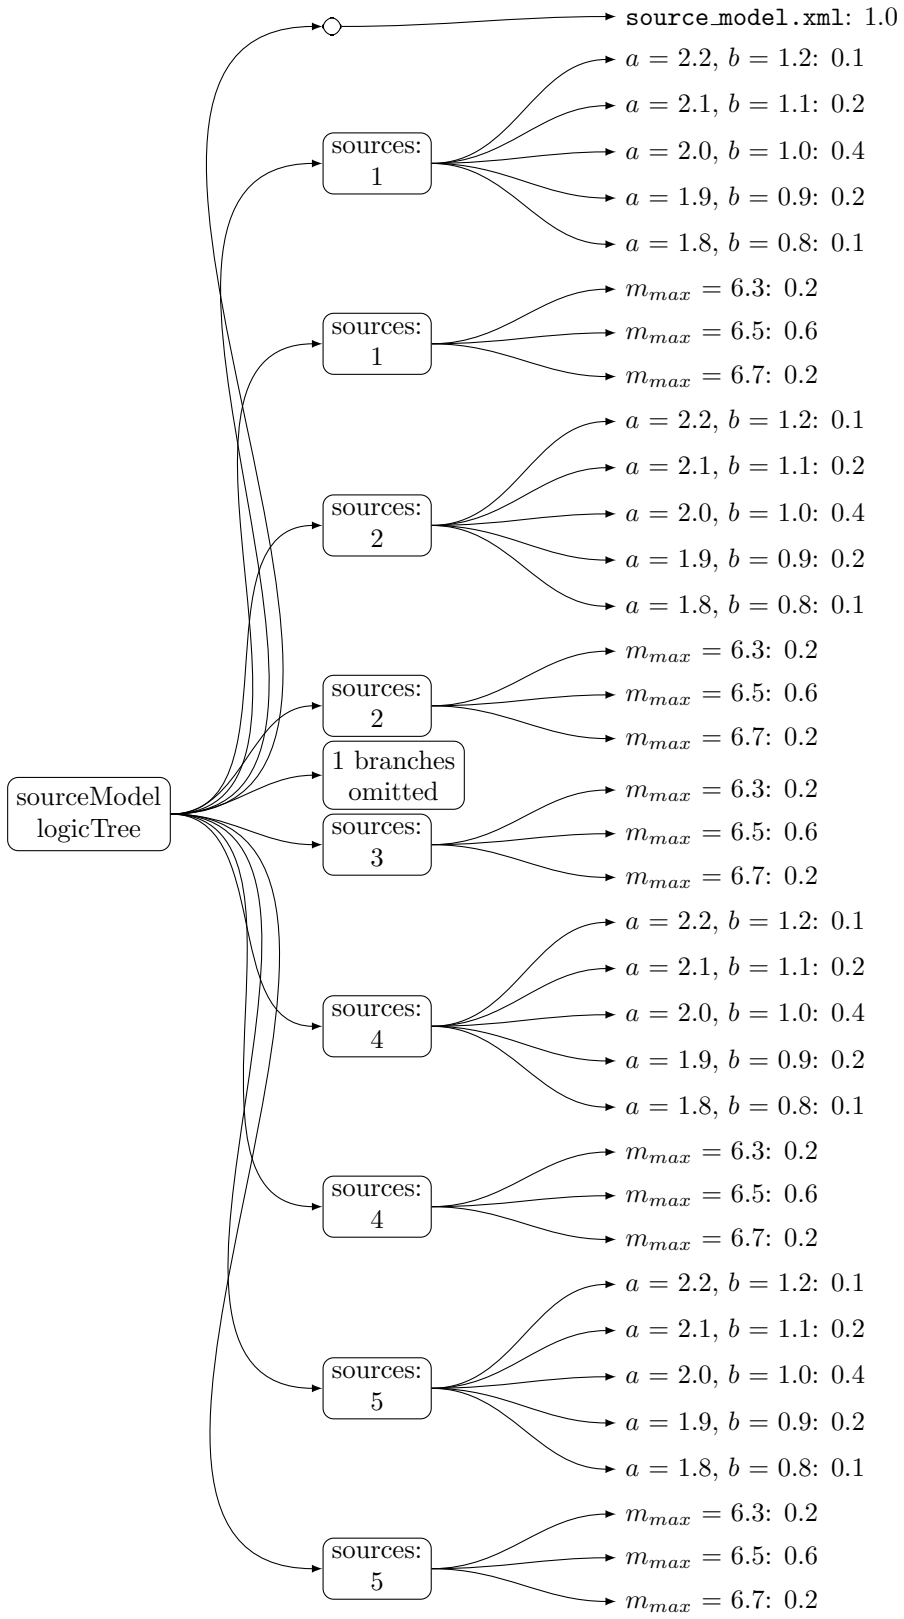 source_model.xml: 1.0
a = 2.2, b = 1.2: 0.1
a = 2.1, b = 1.1: 0.2
sources:
1
a = 2.0, b = 1.0: 0.4
a = 1.9, b = 0.9: 0.2
a = 1.8, b = 0.8: 0.1
m_max = 6.3: 0.2
sources:
1
m_max = 6.5: 0.6
m_max = 6.7: 0.2
a = 2.2, b = 1.2: 0.1
a = 2.1, b = 1.1: 0.2
sources:
2
a = 2.0, b = 1.0: 0.4
a = 1.9, b = 0.9: 0.2
a = 1.8, b = 0.8: 0.1
m_max = 6.3: 0.2
sources:
2
m_max = 6.5: 0.6
m_max = 6.7: 0.2
1 branches
omitted
sourceModel
logicTree
m_max = 6.3: 0.2
sources:
3
m_max = 6.5: 0.6
m_max = 6.7: 0.2
a = 2.2, b = 1.2: 0.1
a = 2.1, b = 1.1: 0.2
sources:
4
a = 2.0, b = 1.0: 0.4
a = 1.9, b = 0.9: 0.2
a = 1.8, b = 0.8: 0.1
m_max = 6.3: 0.2
sources:
4
m_max = 6.5: 0.6
m_max = 6.7: 0.2
a = 2.2, b = 1.2: 0.1
a = 2.1, b = 1.1: 0.2
sources:
5
a = 2.0, b = 1.0: 0.4
a = 1.9, b = 0.9: 0.2
a = 1.8, b = 0.8: 0.1
m_max = 6.3: 0.2
sources:
5
m_max = 6.5: 0.6
m_max = 6.7: 0.2